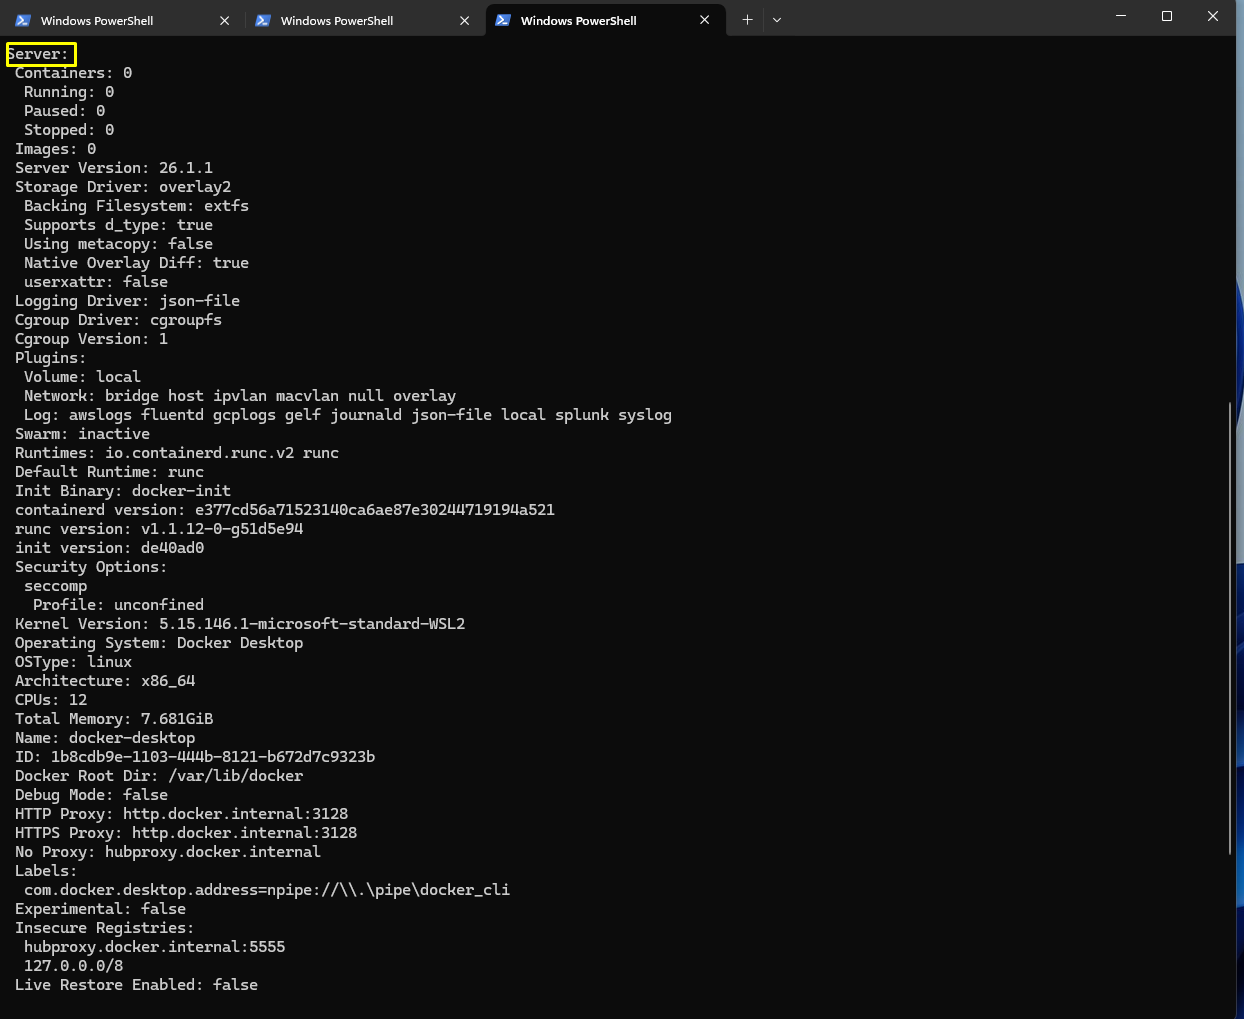 Windows PowerShell
Windows PowerShell
Windows PowerShell
Server:
Containers: 0
Running: 0
Paused: 0
Stopped: 0
Images: 0
Server Version: 26.1.1
Storage Driver: overlay2
Backing Filesystem: extfs
Supports d_type: true
Using metacopy: false
Native Overlay Diff: true
userxattr: false
Logging Driver: json-file
Cgroup Driver: cgroupfs
Cgroup Version: 1
Plugins:
Volume: local
Network: bridge host ipvlan macvlan null overlay
Log: awslogs fluentd gcplogs gelf journald json-file local splunk syslog
Swarm: inactive
Runtimes: io.containerd.runc.v2 runc
Default Runtime: runc
Init Binary: docker-init
containerd version: e377cd56a71523140ca6ae87e30244719194a521
runc version: v1.1.12-0-g51d5e94
init version: de40ad0
Security Options:
seccomp
Profile: unconfined
Kernel Version: 5.15.146.1-microsoft-standard-WSL2
Operating System: Docker Desktop
OSType: linux
Architecture: x86_64
CPUs: 12
Total Memory: 7.681GiB
Name: docker-desktop
ID: 1b8cdb9e-1103-444b-8121-b672d7c9323b
Docker Root Dir: /var/lib/docker
Debug Mode: false
HTTP Proxy: http.docker.internal:3128
HTTPS Proxy: http.docker.internal:3128
No Proxy: hubproxy.docker.internal
Labels:
com.docker.desktop.address=npipe://\\.\pipe\docker_cli
Experimental: false
Insecure Registries:
hubproxy.docker.internal:5555
127.0.0.0/8
Live Restore Enabled: false